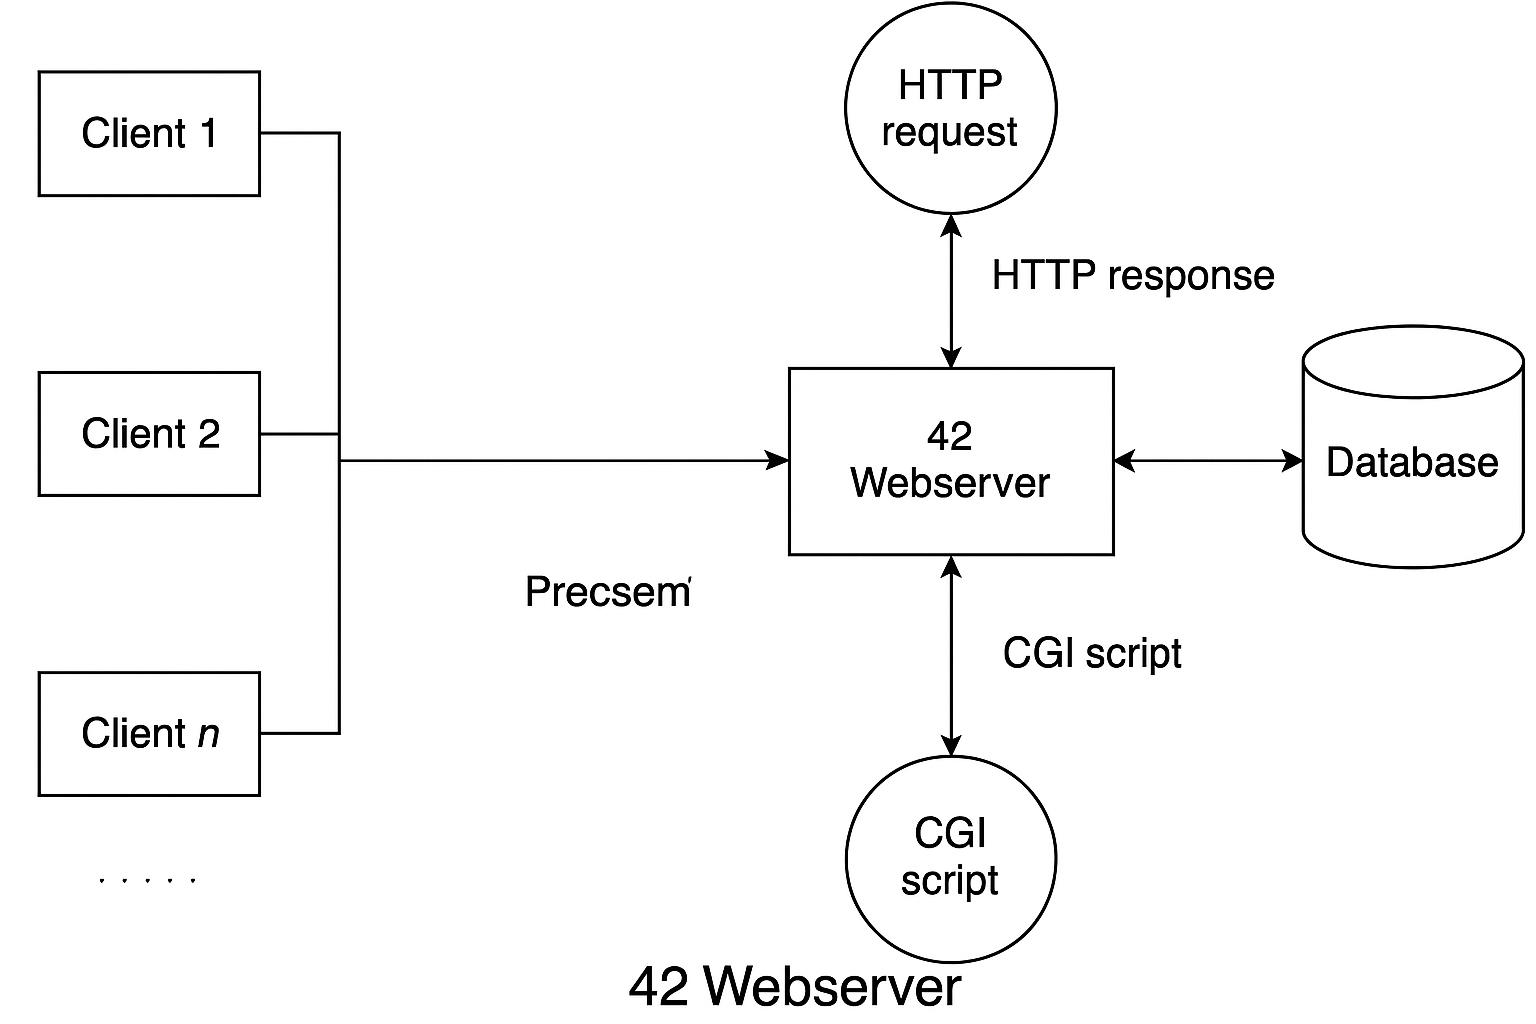 HTTP
request
Client 1
HTTP response
Client 2
42
Webserver
Database
Precsem
CGI script
Client n
CGI
script
42 Webserver